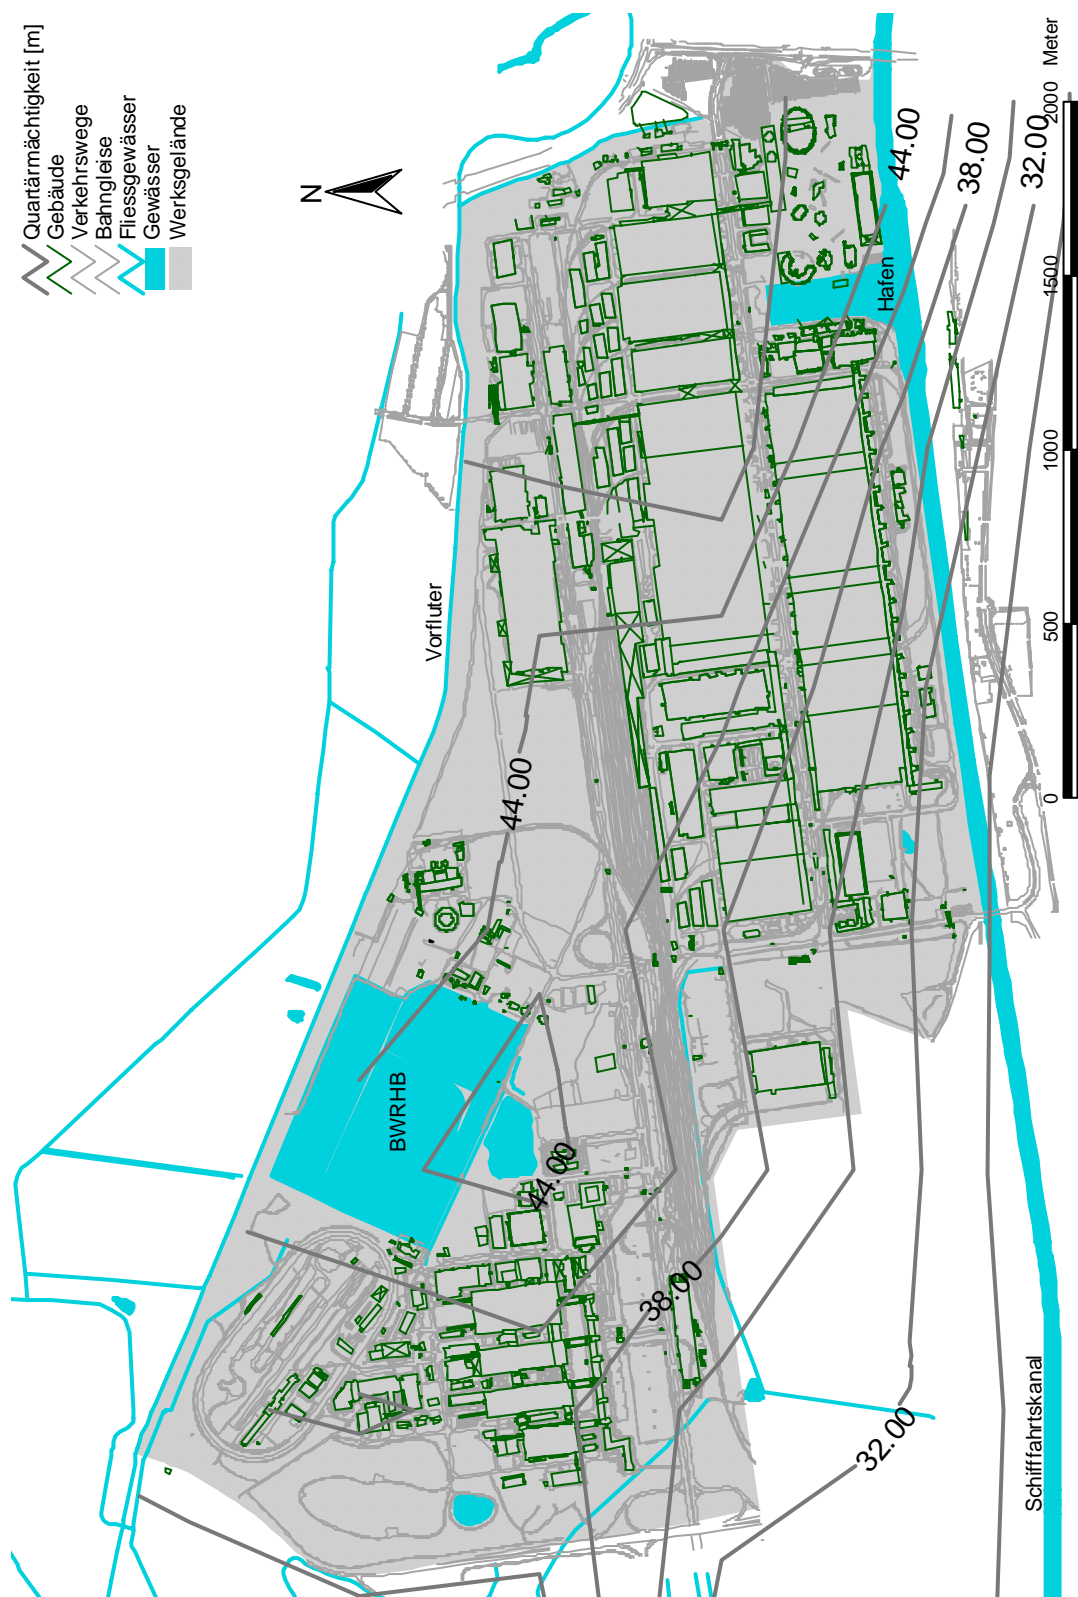 Quartärmächtigkeit [m]
Gebäude
Verkehrswege
Bahngleise
Fliessgewässer
Gewässer
Werksgelände
N
Vorfluter
BWRHB
Hafen
Schifffahrtskanal
44.00
38.00
32.00
44.00
44.00
38.00
32.00
0
500
1000
1500
2000
Meter